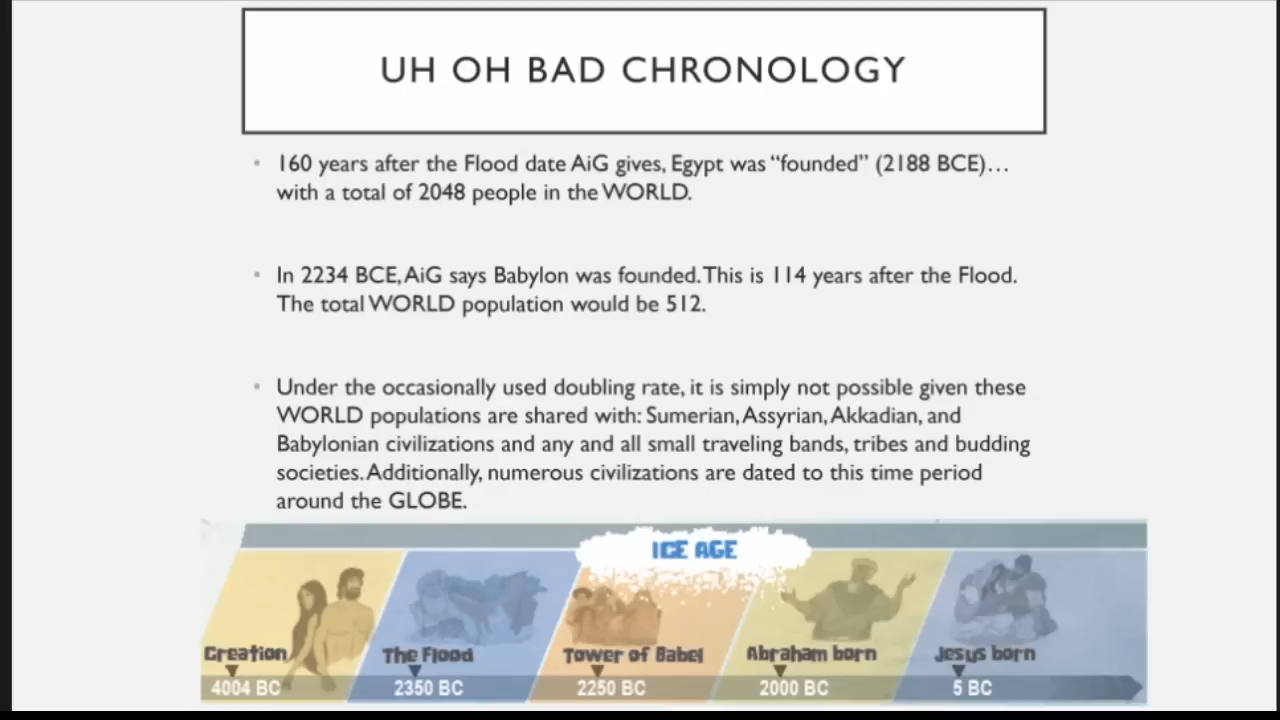 UH OH BAD CHRONOLOGY
• 160 years after the Flood date AiG gives, Egypt was “founded” (2188 BCE)…
with a total of 2048 people in the WORLD.
• In 2234 BCE, AiG says Babylon was founded. This is 114 years after the Flood.
The total WORLD population would be 512.
• Under the occasionally used doubling rate, it is simply not possible given these
WORLD populations are shared with: Sumerian, Assyrian, Akkadian, and
Babylonian civilizations and any and all small traveling bands, tribes and budding
societies. Additionally, numerous civilizations are dated to this time period
around the GLOBE.
ICE AGE
Creation The Flood Tower of Babel Abraham born Jesus born
4004 BC 2350 BC 2250 BC 2000 BC 5 BC